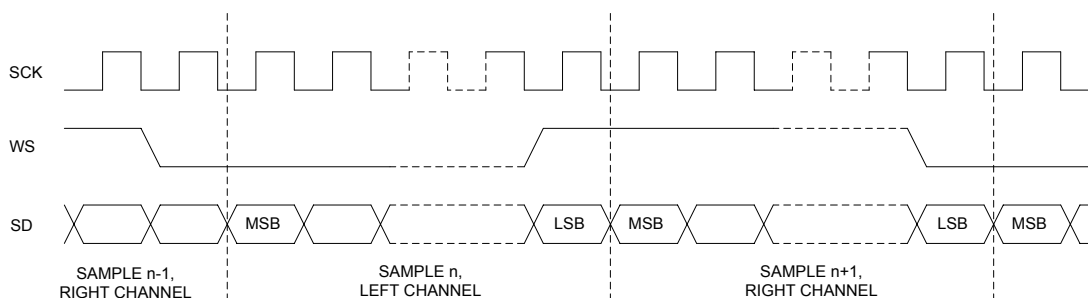 SCK
WS
SD
MSB
LSB
MSB
LSB
MSB
SAMPLE n-1,
RIGHT CHANNEL
SAMPLE n,
LEFT CHANNEL
SAMPLE n+1,
RIGHT CHANNEL